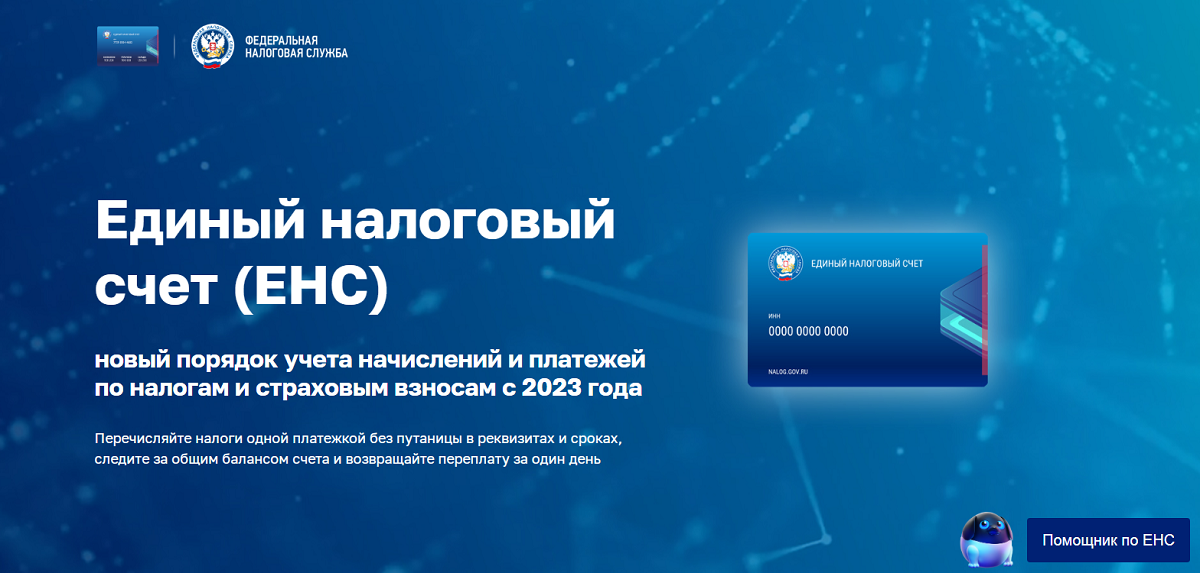 ФЕДЕРАЛЬНАЯ
НАЛОГОВАЯ СЛУЖБА
Единый налоговый
счет (ЕНС)
новый порядок учета начислений и платежей
по налогам и страховым взносам с 2023 года
Перечисляйте налоги одной платежкой без путаницы в реквизитах и сроках,
следите за общим балансом счета и возвращайте переплату за один день
ЕДИНЫЙ НАЛОГОВЫЙ СЧЕТ
ИНН
0000 0000 0000
NALOG.GOV.RU
Помощник по ЕНС